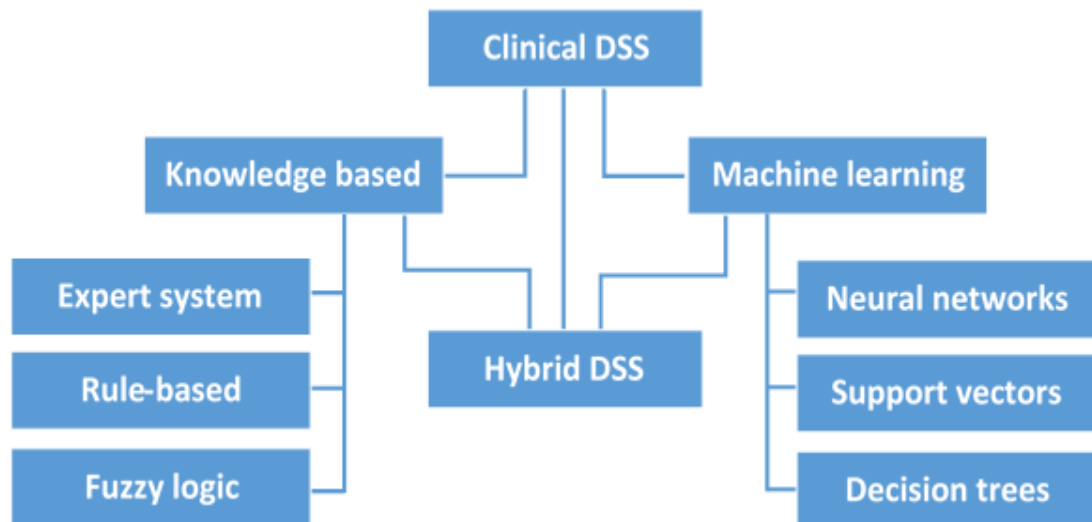 Clinical DSS
Knowledge based
Machine learning
Expert system
Neural networks
Hybrid DSS
Rule-based
Support vectors
Fuzzy logic
Decision trees